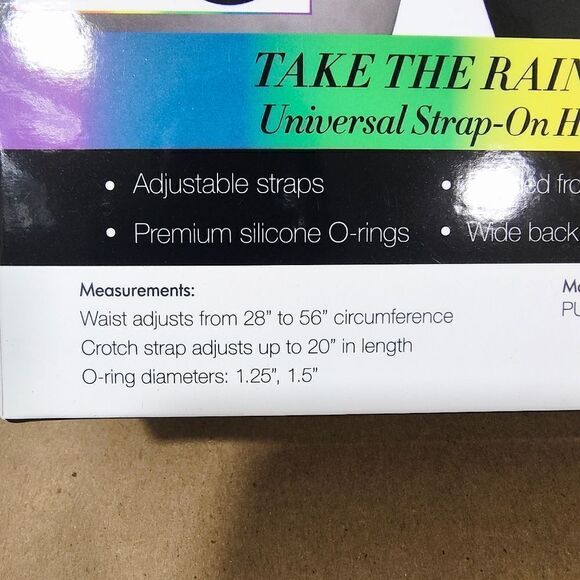 TAKE THE
Universal Strap-On
• Adjustable straps
• Premium silicone O-rings
• Wide back
Measurements:
Waist adjusts from 28” to 56” circumference
Crotch strap adjusts up to 20” in length
O-ring diameters: 1.25”, 1.5”